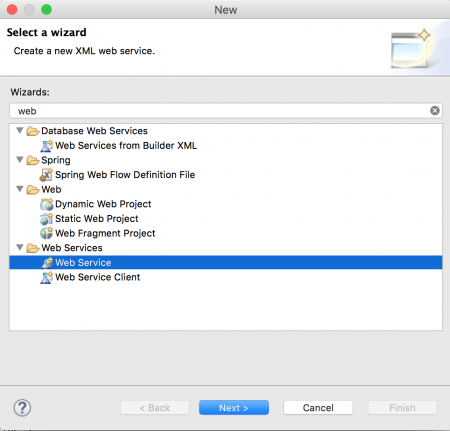 New
Select a wizard
Create a new XML web service.
Wizards:
web
Database Web Services
Web Services from Builder XML
Spring
Spring Web Flow Definition File
Web
Dynamic Web Project
Static Web Project
Web Fragment Project
Web Services
Web Service
Web Service Client
? < Back Next > Cancel Finish